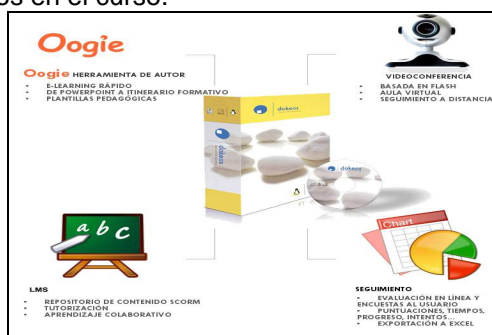 os en el curso.
Oogie
Oogie HERRAMIENTA DE AUTOR
• E-LEARNING RÁPIDO
• DE POWERPOINT A ITINERARIO FORMATIVO
• PLANTILLAS PEDAGÓGICAS
VIDEOCONFERENCIA
• BASADA EN FLASH
• AULA VIRTUAL
• SEGUIMIENTO A DISTANCIA
dokeos
dokeos
dokeos
a b c
Chart
LMS
• REPOSITORIO DE CONTENIDO SCORM
• TUTORIZACIÓN
• APRENDIZAJE COLABORATIVO
SEGUIMIENTO
• EVALUACIÓN EN LÍNEA Y
ENCUESTAS AL USUARIO
• PUNTUACIONES, TIEMPOS,
PROGRESO, INTENTOS...
• EXPORTACIÓN A EXCEL